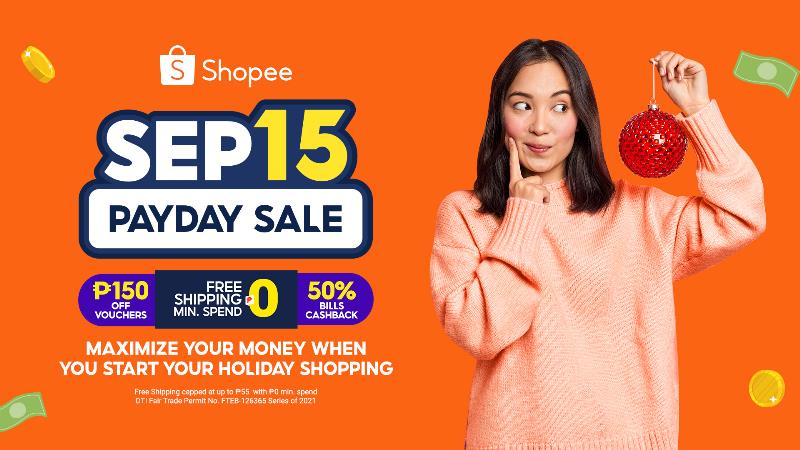 Shopee
SEP 15
PAYDAY SALE
₱150
OFF
VOUCHERS
FREE
SHIPPING
MIN. SPEND
₱0
50%
BILLS
CASHBACK
MAXIMIZE YOUR MONEY WHEN
YOU START YOUR HOLIDAY SHOPPING
Free Shipping capped at up to ₱55 with ₱0 min. spend
DTI Fair Trade Permit No. FTEB-126365 Series of 2021